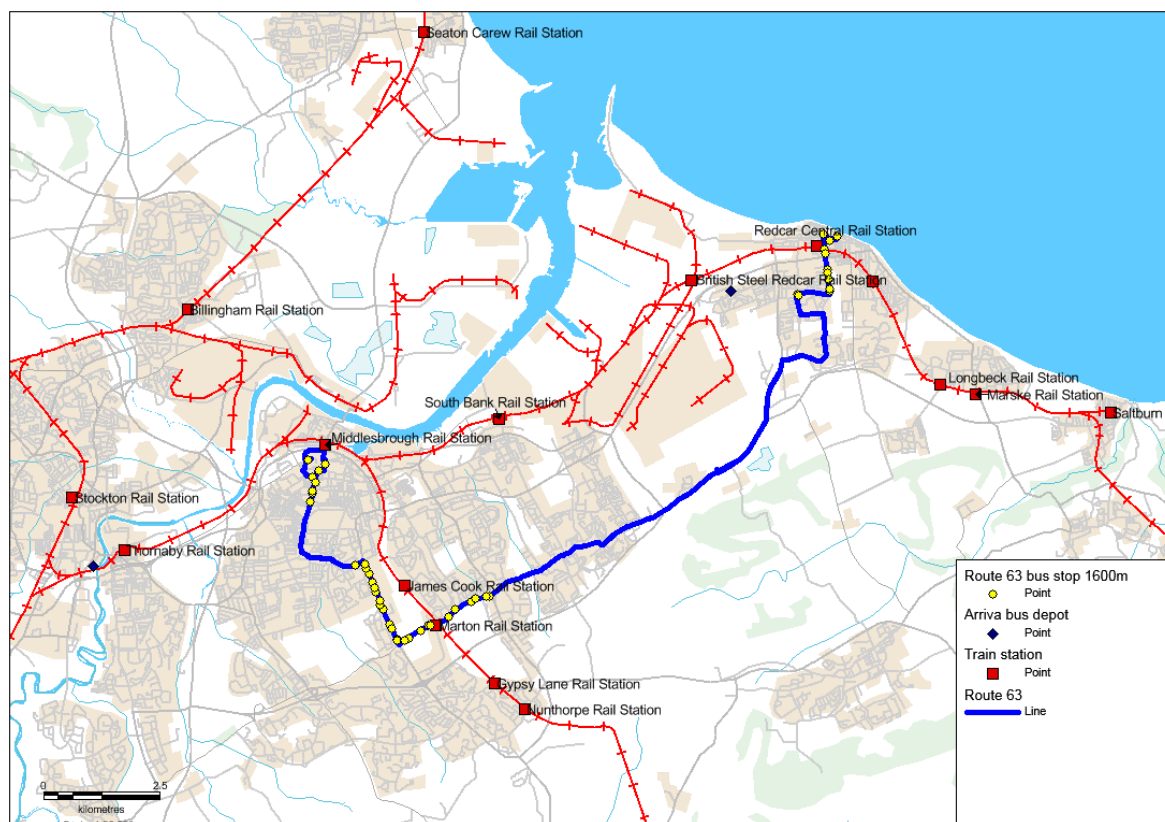 Seaton Carew Rail Station
Redcar Central Rail Station
British Steel Redcar Rail Station
Billingham Rail Station
Longbeck Rail Station
Marske Rail Station
South Bank Rail Station
Saltburn
Middlesbrough Rail Station
Stockton Rail Station
Thornaby Rail Station
James Cook Rail Station
Marton Rail Station
Gypsy Lane Rail Station
Nunthorpe Rail Station
Route 63 bus stop 1600m
Point
Arriva bus depot
Point
Train station
Point
Route 63
Line
0 2.5
kilometres